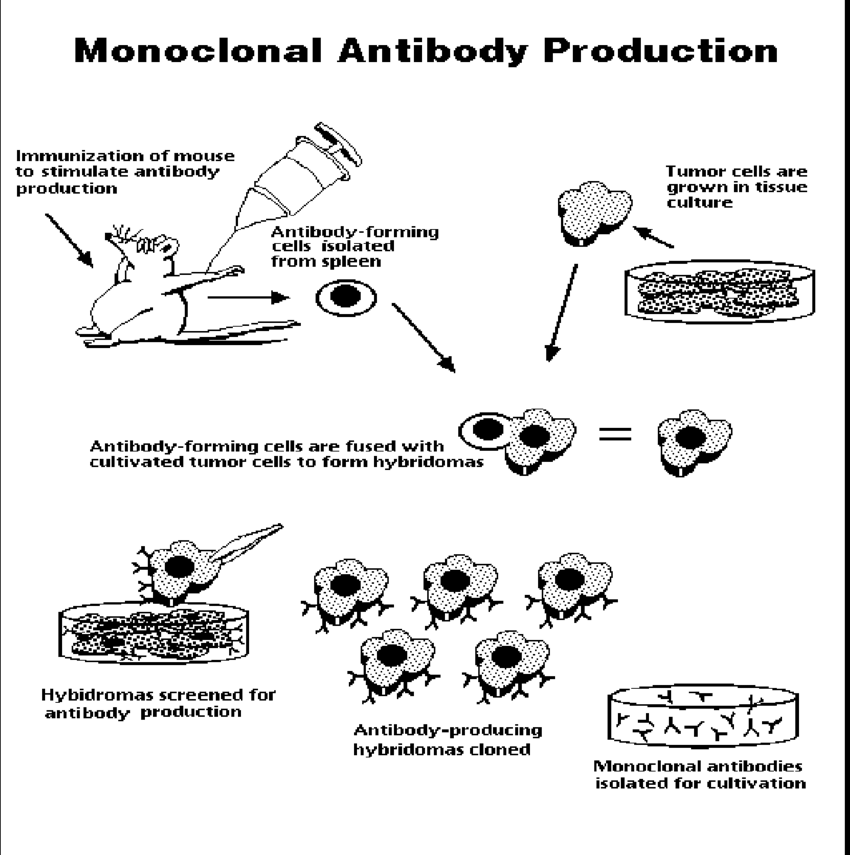 Monoclonal Antibody Production
Immunization of mouse
to stimulate antibody
production
Antibody-forming
cells isolated
from spleen
Tumor cells are
grown in tissue
culture
Antibody-forming cells are fused with
cultivated tumor cells to form hybridomas
=
Hybidromas screened for
antibody production
Antibody-producing
hybridomas cloned
Monoclonal antibodies
isolated for cultivation